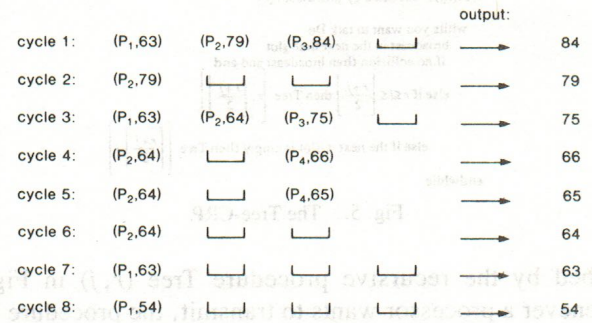 output:
cycle 1: (P₁,63) (P₂,79) (P₃,84) 84
cycle 2: (P₂,79) 79
cycle 3: (P₁,63) (P₂,64) (P₃,75) 75
cycle 4: (P₂,64) (P₄,66) 66
cycle 5: (P₂,64) (P₄,65) 65
cycle 6: (P₂,64) 64
cycle 7: (P₁,63) 63
cycle 8: (P₁,54) 54